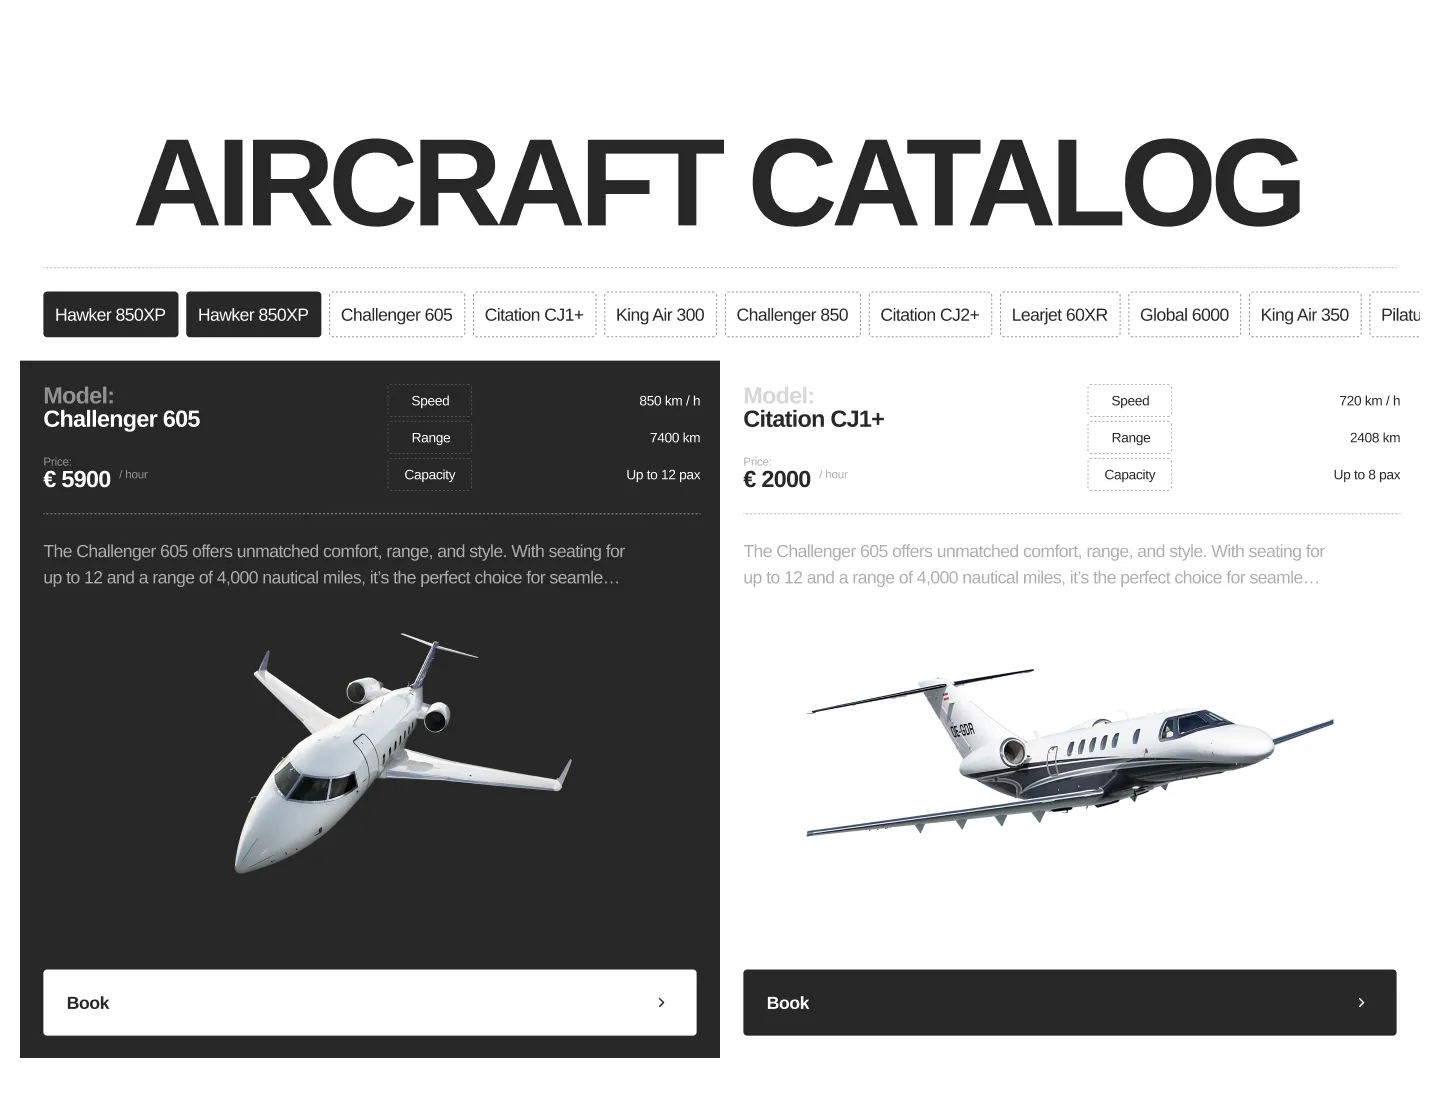 AIRCRAFT CATALOG
Hawker 850XP Hawker 850XP Challenger 605 Citation CJ1+ King Air 300 Challenger 850 Citation CJ2+ Learjet 60XR Global 6000 King Air 350 Pilatu
Model:
Challenger 605
Price:
€ 5900 / hour
Speed 850 km / h
Range 7400 km
Capacity Up to 12 pax
The Challenger 605 offers unmatched comfort, range, and style. With seating for
up to 12 and a range of 4,000 nautical miles, it’s the perfect choice for seamle…
Book
Model:
Citation CJ1+
Price:
€ 2000 / hour
Speed 720 km / h
Range 2408 km
Capacity Up to 8 pax
The Challenger 605 offers unmatched comfort, range, and style. With seating for
up to 12 and a range of 4,000 nautical miles, it’s the perfect choice for seamle…
OE-GDR
Book